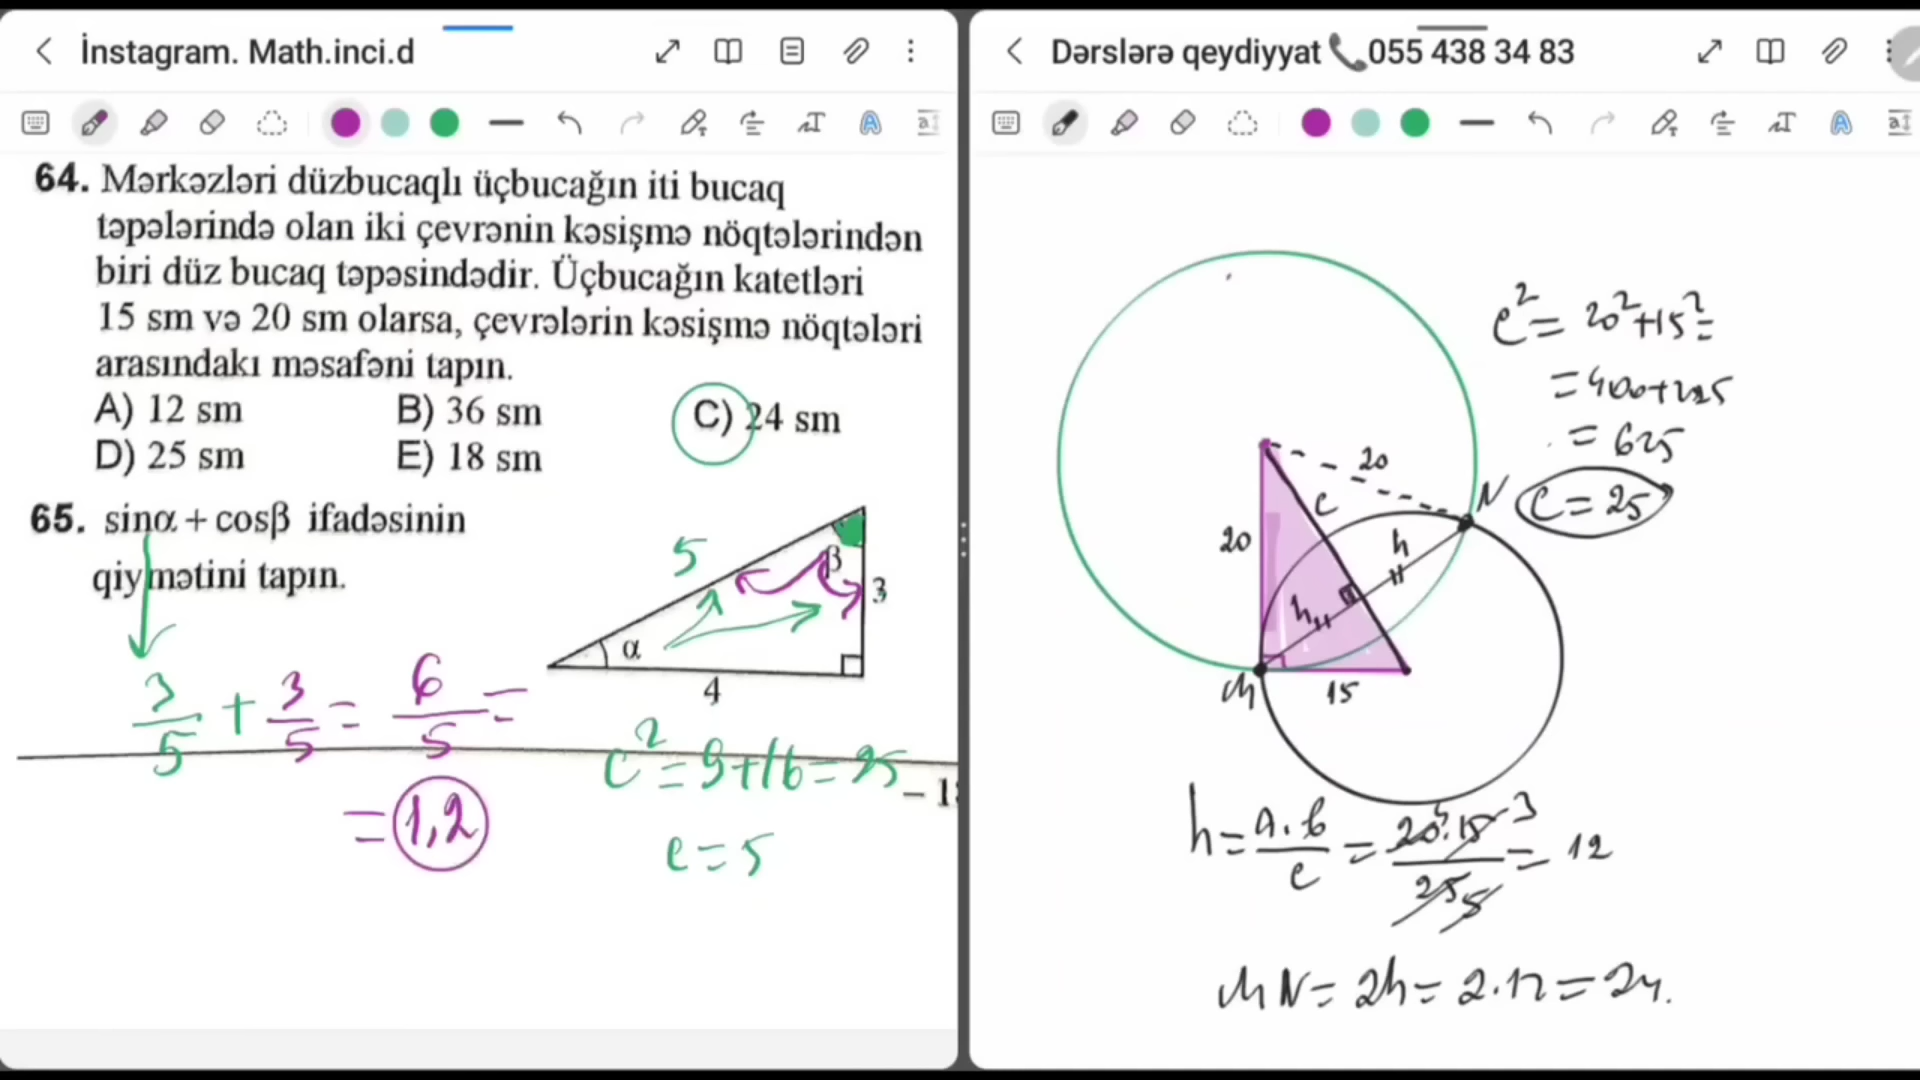 İnstagram. Math.inci.d
64. Mərkəzləri düzbucaqlı üçbucağın iti bucaq
təpələrində olan iki çevrənin kəsişmə nöqtələrindən
biri düz bucaq təpəsindədir. Üçbucağın katetləri
15 sm və 20 sm olarsa, çevrələrin kəsişmə nöqtələri
arasındakı məsafəni tapın.
A) 12 sm B) 36 sm C) 24 sm
D) 25 sm E) 18 sm
65. sinα + cosβ ifadəsinin
qiymətini tapın.
5
β
3
α
4
3/5 + 3/5 = 6/5 =
= 1,2
c² = 9+16 = 25
c = 5
Dərslərə qeydiyyat 📞055 438 34 83
c² = 20² + 15² =
= 400+225
= 625
c = 25
20
c
N
20
h
h
M
15
h = a·b/c = 20·15/25 = 12
4
3
5
MN = 2h = 2·12 = 24.